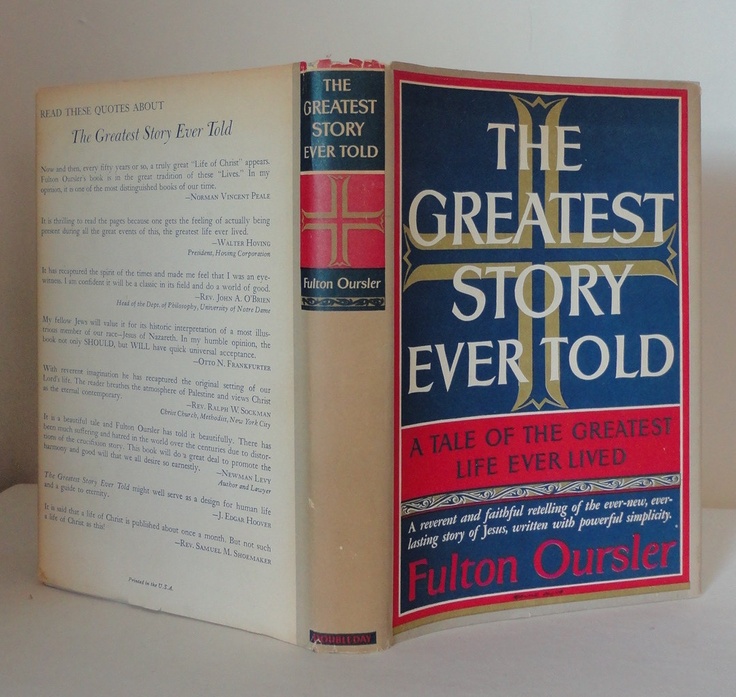 READ THESE QUOTES ABOUT
The Greatest Story Ever Told
Now and then, every fifty years or so, a truly great "Life of Christ" appears.
Fulton Oursler's book is in the great tradition of these "Lives." In my
opinion, it is one of the most distinguished books of our time.
—NORMAN VINCENT PEALE
It is thrilling to read the pages because one gets the feeling of actually being
present during all the great events of this, the greatest life ever lived.
—WALTER HOVING
President, Hoving Corporation
It has recaptured the spirit of the times and made me feel that I was an eye-
witness. I am confident it will be a classic in its field and do a world of good.
—REV. JOHN A. O'BRIEN
Head of the Dept. of Philosophy, University of Notre Dame
My fellow Jews will value it for its historic interpretation of a most illus-
trious member of our race—Jesus of Nazareth. In my humble opinion, the
book not only SHOULD, but WILL have quick universal acceptance.
—OTTO N. FRANKFURTER
With reverent imagination he has recaptured the original setting of our
Lord's life. The reader breathes the atmosphere of Palestine and views Christ
as the eternal contemporary.
—REV. RALPH W. SOCKMAN
Christ Church, Methodist, New York City
It is a beautiful tale and Fulton Oursler has told it beautifully. There has
been much suffering and hatred in the world over the centuries due to distor-
tions of the crucifixion story. This book will do a great deal to promote the
harmony and good will that we all desire so earnestly.
—NEWMAN LEVY
Author and Lawyer
The Greatest Story Ever Told might well serve as a design for human life
and a guide to eternity.
—J. EDGAR HOOVER
It is said that a life of Christ is published about once a month. But not such
a life of Christ as this!
—REV. SAMUEL M. SHOEMAKER
Printed in the U.S.A.
THE
GREATEST
STORY
EVER TOLD
Fulton Oursler
DOUBLEDAY
THE
GREATEST
STORY
EVER TOLD
A TALE OF THE GREATEST
LIFE EVER LIVED
A reverent and faithful retelling of the ever-new, ever-
lasting story of Jesus, written with powerful simplicity.
Fulton Oursler